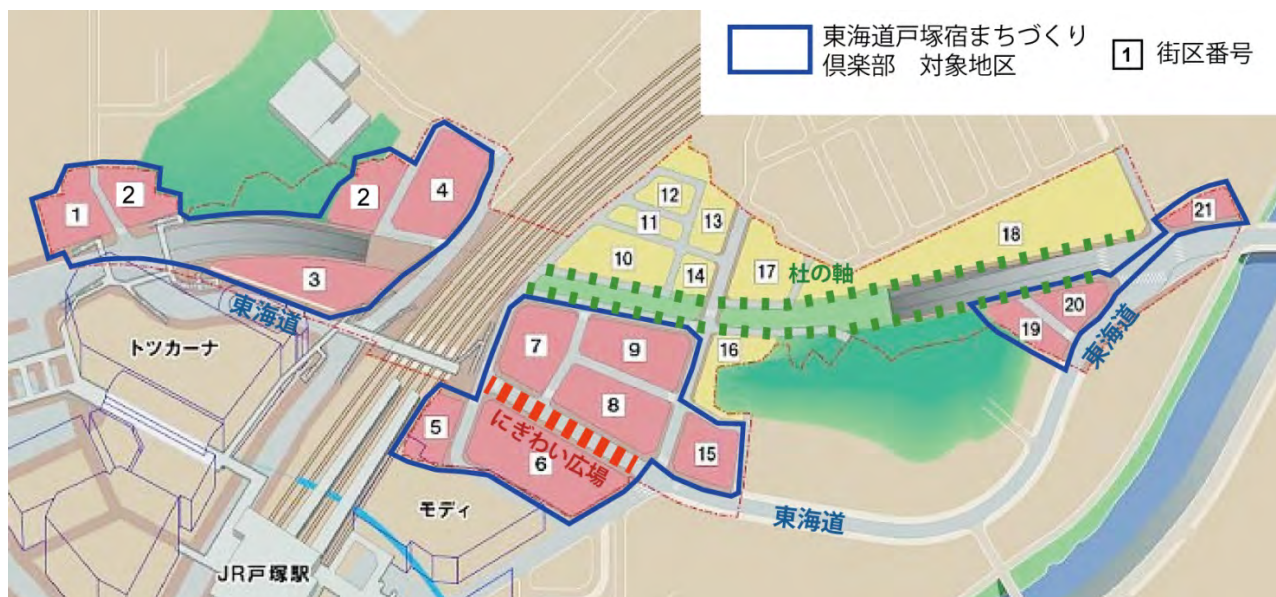 東海道戸塚宿まちづくり
倶楽部 対象地区
1 街区番号
1
2
2
4
3
東海道
トツカーナ
12
11
13
10
14
17
18
21
杜の軸
20
19
東海道
16
7
9
8
5
にぎわい広場
6
15
モディ
東海道
JR戸塚駅